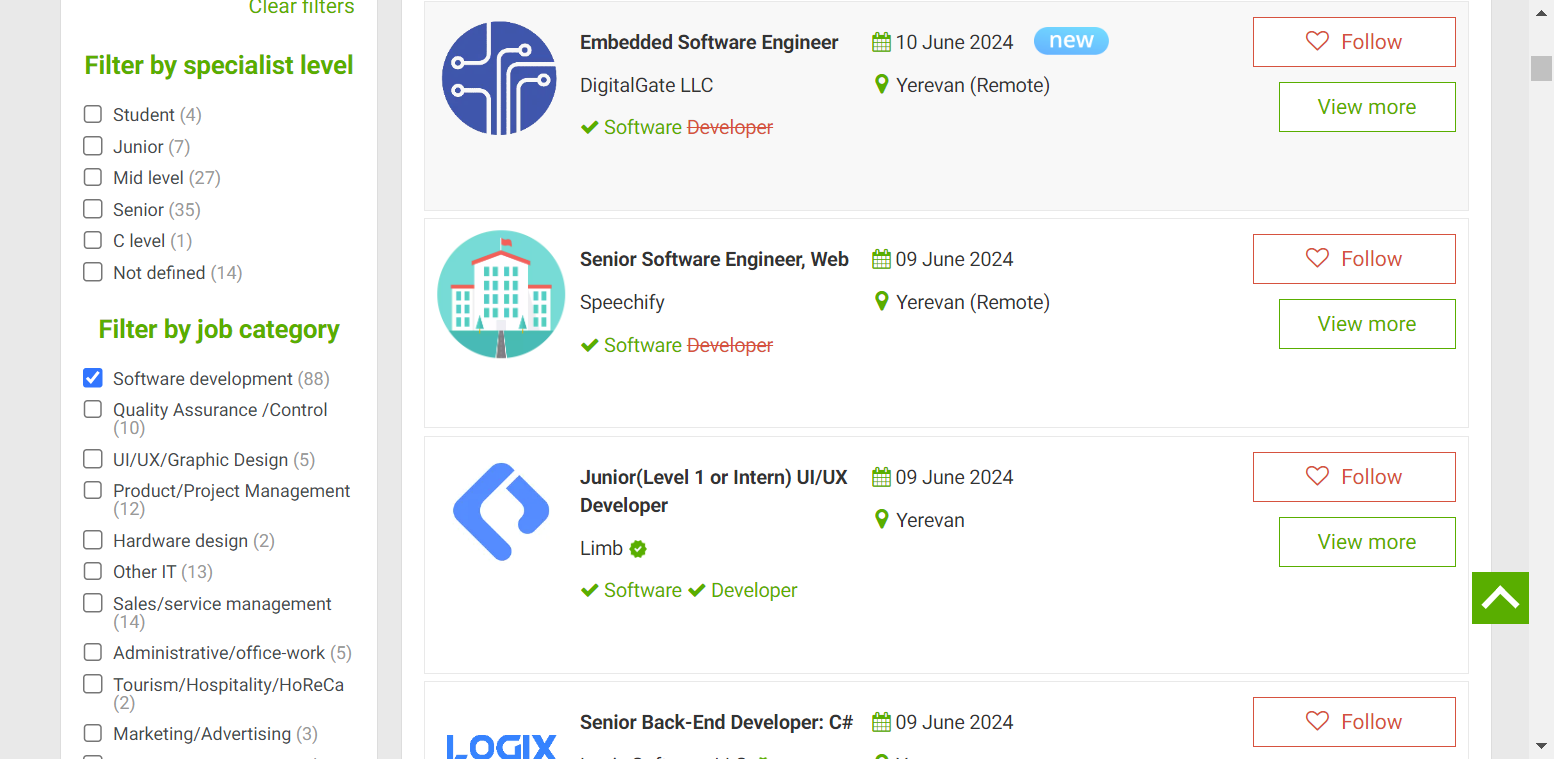 Clear filters
Filter by specialist level
Student (4)
Junior (7)
Mid level (27)
Senior (35)
C level (1)
Not defined (14)
Filter by job category
Software development (88)
Quality Assurance /Control
(10)
UI/UX/Graphic Design (5)
Product/Project Management
(12)
Hardware design (2)
Other IT (13)
Sales/service management
(14)
Administrative/office-work (5)
Tourism/Hospitality/HoReCa
(2)
Marketing/Advertising (3)
Embedded Software Engineer
DigitalGate LLC
Software Developer
10 June 2024 new
Yerevan (Remote)
Follow
View more
Senior Software Engineer, Web
Speechify
Software Developer
09 June 2024
Yerevan (Remote)
Follow
View more
Junior(Level 1 or Intern) UI/UX
Developer
Limb
Software Developer
09 June 2024
Yerevan
Follow
View more
LOGIX
Senior Back-End Developer: C#
09 June 2024
Follow